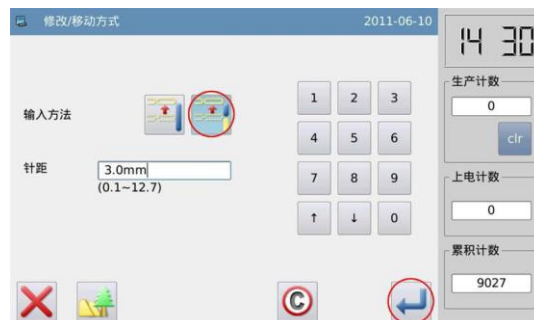 修改/移动方式 2011-06-10
14 30
输入方法
针距 3.0mm
(0.1~12.7)
1 2 3
4 5 6
7 8 9
↑ ↓ 0
C
生产计数
0
clr
上电计数
0
累积计数
9027